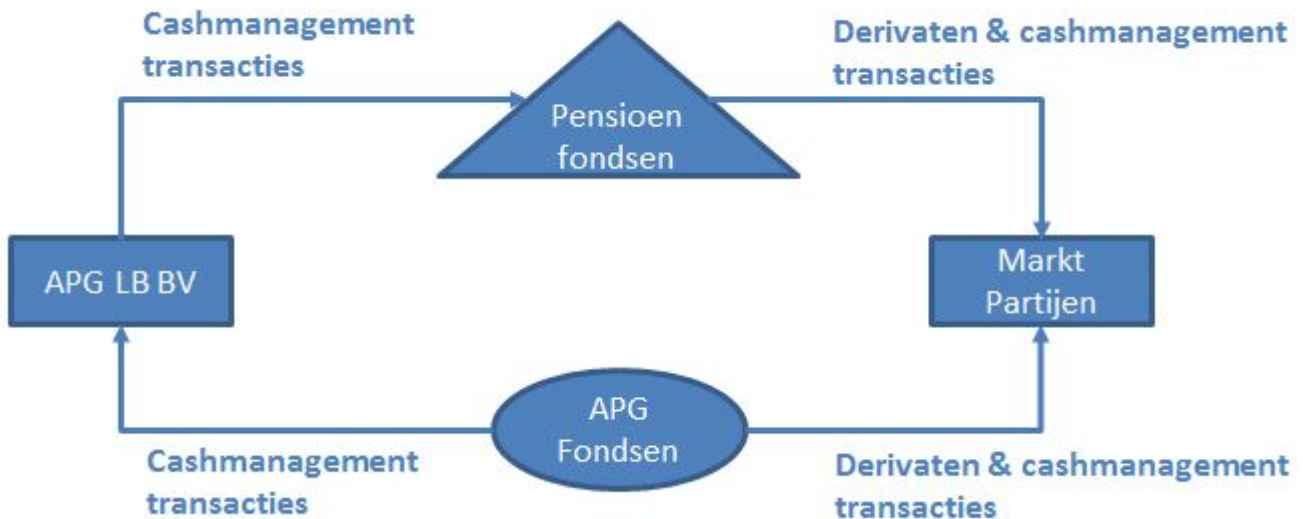 Cashmanagement
transacties
Derivaten & cashmanagement
transacties
Pensioen
fondsen
APG LB BV
Markt
Partijen
APG
Fondsen
Cashmanagement
transacties
Derivaten & cashmanagement
transacties